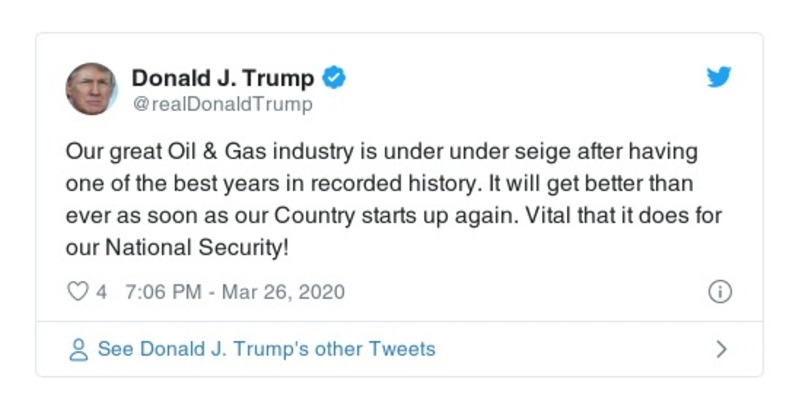 Donald J. Trump
@realDonaldTrump
Our great Oil & Gas industry is under under seige after having
one of the best years in recorded history. It will get better than
ever as soon as our Country starts up again. Vital that it does for
our National Security!
4 7:06 PM - Mar 26, 2020
See Donald J. Trump's other Tweets